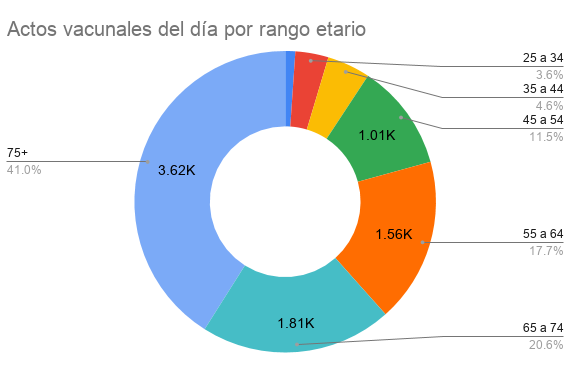 Actos vacunales del día por rango etario
25 a 34
3.6%
35 a 44
4.6%
45 a 54
11.5%
1.01K
75+
41.0%
3.62K
1.56K
55 a 64
17.7%
1.81K
65 a 74
20.6%